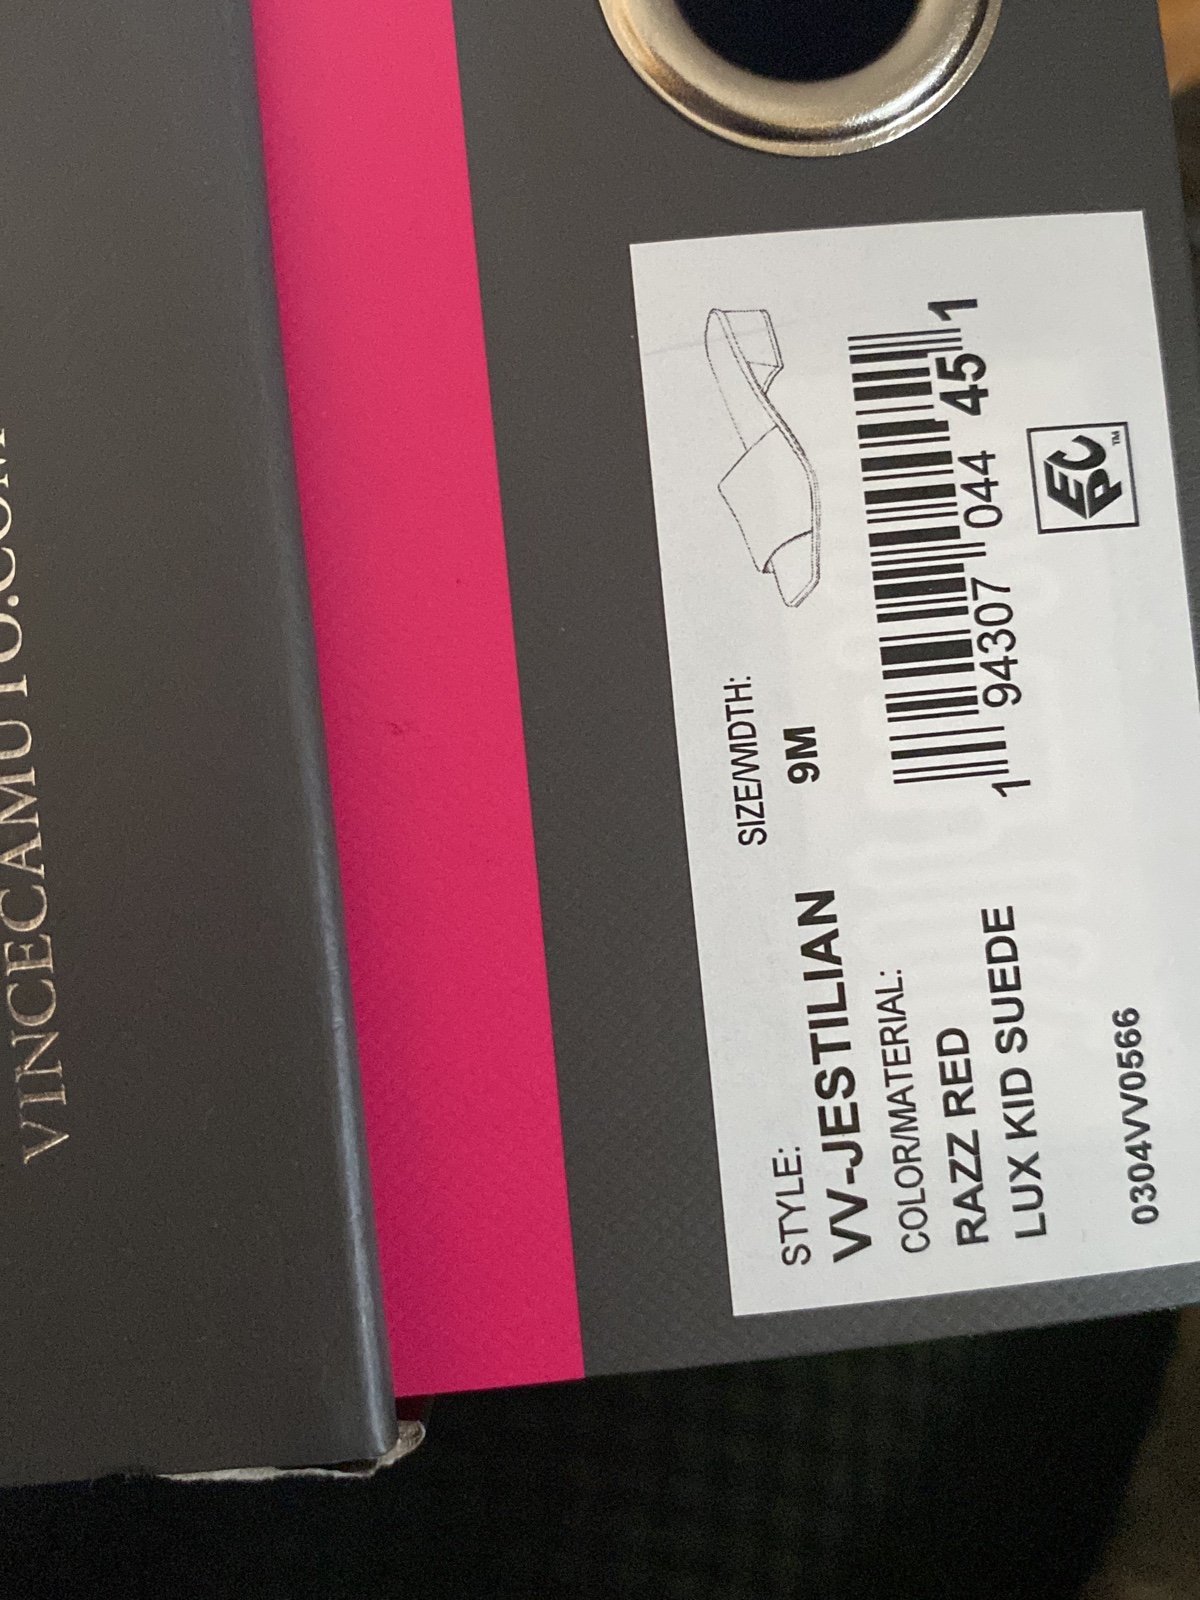 VINCECAMUTO.COM
STYLE:
VV-JESTILIAN
SIZE/WIDTH:
9M
COLOR/MATERIAL:
RAZZ RED
LUX KID SUEDE
1 94307 044 45 1
0304VV0566
EPC™